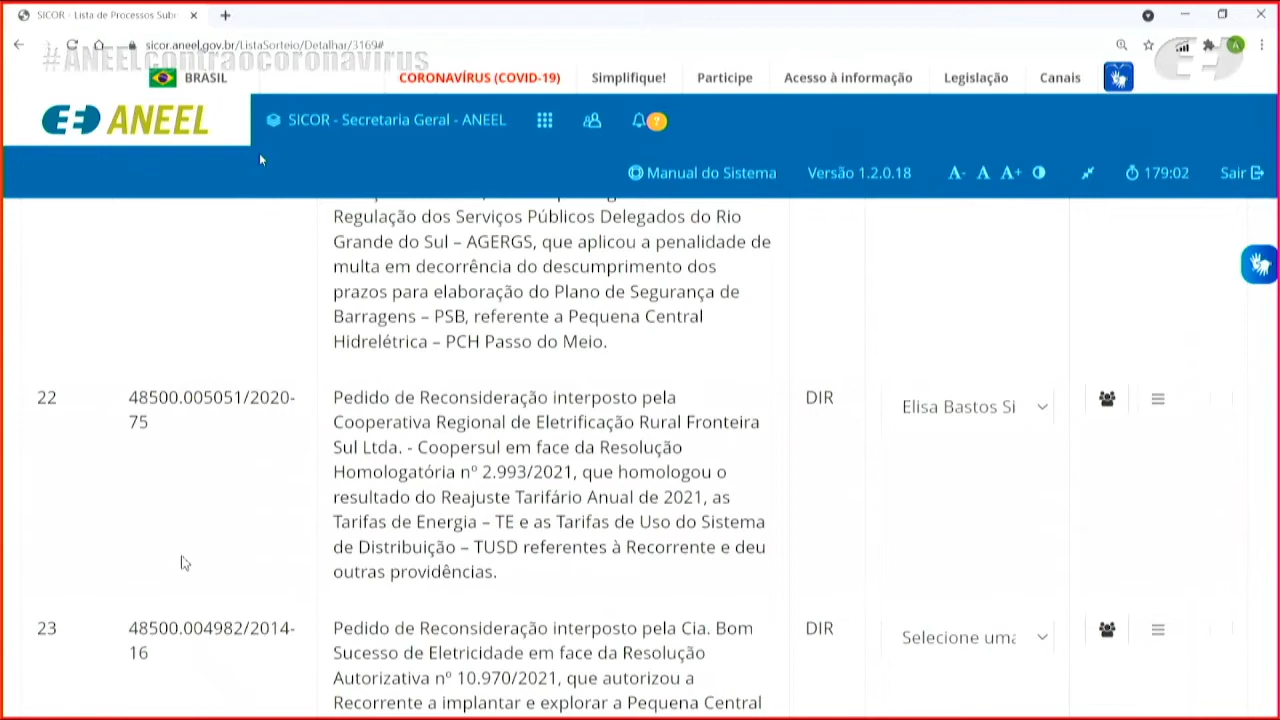 SICOR - Lista de Processos Subr
sicor.aneel.gov.br/ListaSorteio/Detalhar/3169#
A
#ANEELcontraocoronavirus
BRASIL
CORONAVÍRUS (COVID-19)
Simplifique!
Participe
Acesso à informação
Legislação
Canais
ANEEL
SICOR - Secretaria Geral - ANEEL
?
Manual do Sistema
Versão 1.2.0.18
A-
A
A+
179:02
Sair
Regulação dos Serviços Públicos Delegados do Rio
Grande do Sul – AGERGS, que aplicou a penalidade de
multa em decorrência do descumprimento dos
prazos para elaboração do Plano de Segurança de
Barragens – PSB, referente a Pequena Central
Hidrelétrica – PCH Passo do Meio.
22
48500.005051/2020-
75
Pedido de Reconsideração interposto pela
Cooperativa Regional de Eletrificação Rural Fronteira
Sul Ltda. - Coopersul em face da Resolução
Homologatória nº 2.993/2021, que homologou o
resultado do Reajuste Tarifário Anual de 2021, as
Tarifas de Energia – TE e as Tarifas de Uso do Sistema
de Distribuição – TUSD referentes à Recorrente e deu
outras providências.
DIR
Elisa Bastos Si
23
48500.004982/2014-
16
Pedido de Reconsideração interposto pela Cia. Bom
Sucesso de Eletricidade em face da Resolução
Autorizativa nº 10.970/2021, que autorizou a
Recorrente a implantar e explorar a Pequena Central
DIR
Selecione uma